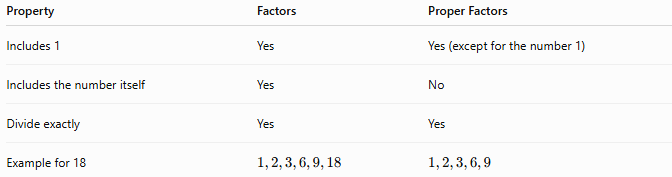 Property Factors Proper Factors
Includes 1 Yes Yes (except for the number 1)
Includes the number itself Yes No
Divide exactly Yes Yes
Example for 18 1, 2, 3, 6, 9, 18 1, 2, 3, 6, 9